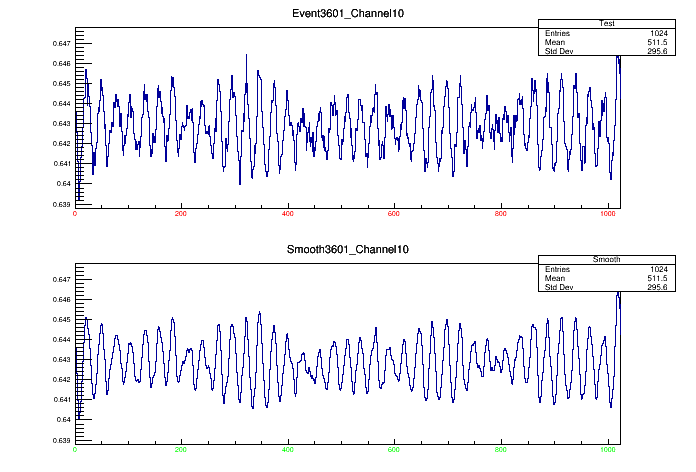 Event3601_Channel10
Test
Entries 1024
Mean 511.5
Std Dev 295.6
0.647
0.646
0.645
0.644
0.643
0.642
0.641
0.64
0.639
0 200 400 600 800 1000
Smooth3601_Channel10
Smooth
Entries 1024
Mean 511.5
Std Dev 295.6
0.647
0.646
0.645
0.644
0.643
0.642
0.641
0.64
0.639
0 200 400 600 800 1000